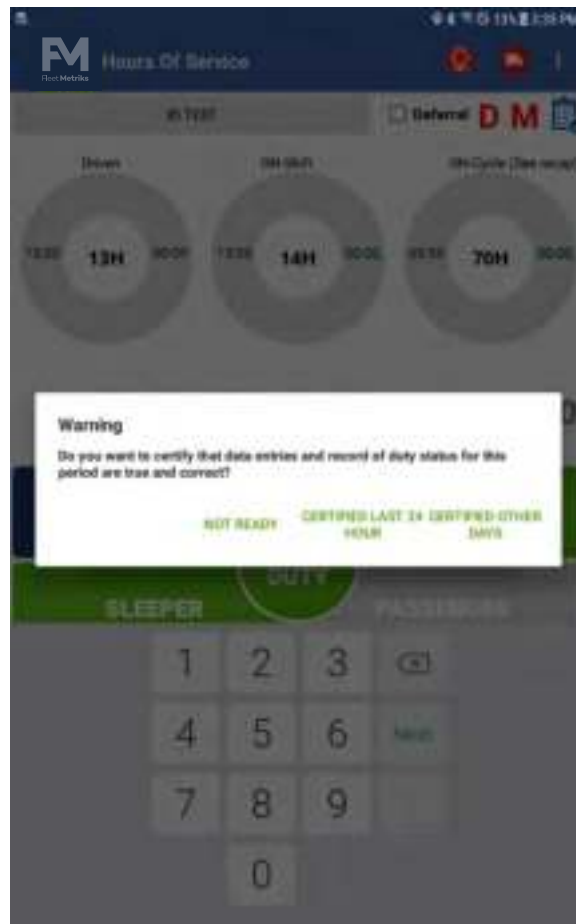 FM
Fleet Metriks
Hours Of Service
Deferral D M
Driven
13H
14H
70H
Warning
Do you want to certify that data entries and record of duty status for this
period are true and correct?
NOT READY
CERTIFIED LAST 24
HOUR
CERTIFIED OTHER
DAYS
DUTY
SLEEPER
PASSENGER
1 2 3
4 5 6 Next
7 8 9
0